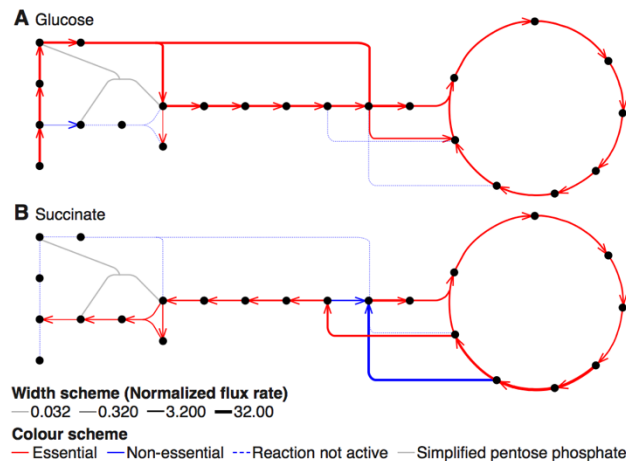 A Glucose
B Succinate
Width scheme (Normalized flux rate)
0.032 0.320 3.200 32.00
Colour scheme
Essential Non-essential Reaction not active Simplified pentose phosphate